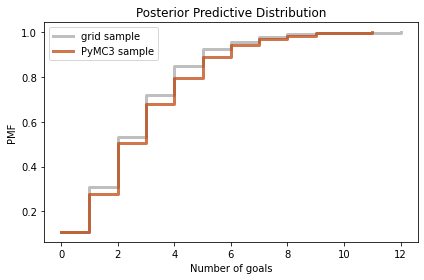 Posterior Predictive Distribution
grid sample
PyMC3 sample
1.0
0.8
0.6
0.4
0.2
PMF
0 2 4 6 8 10 12
Number of goals